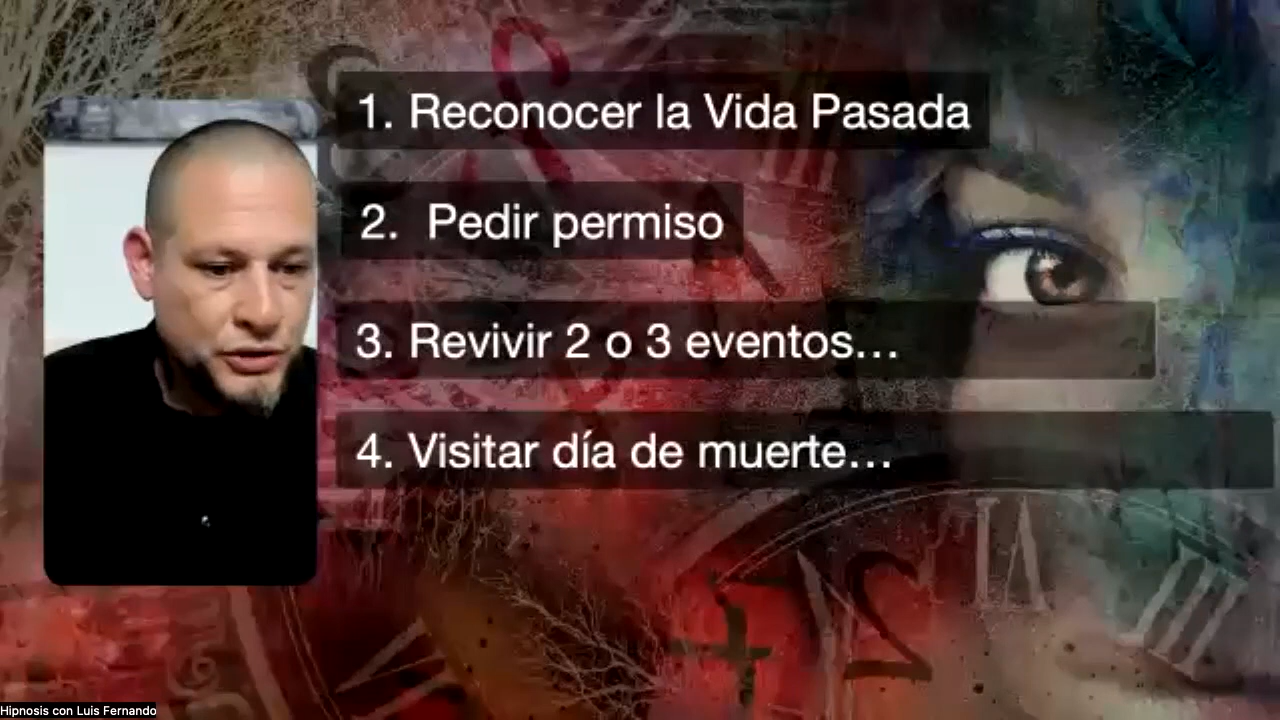 1. Reconocer la Vida Pasada
2. Pedir permiso
3. Revivir 2 o 3 eventos...
4. Visitar día de muerte...
Hipnosis con Luis Fernando